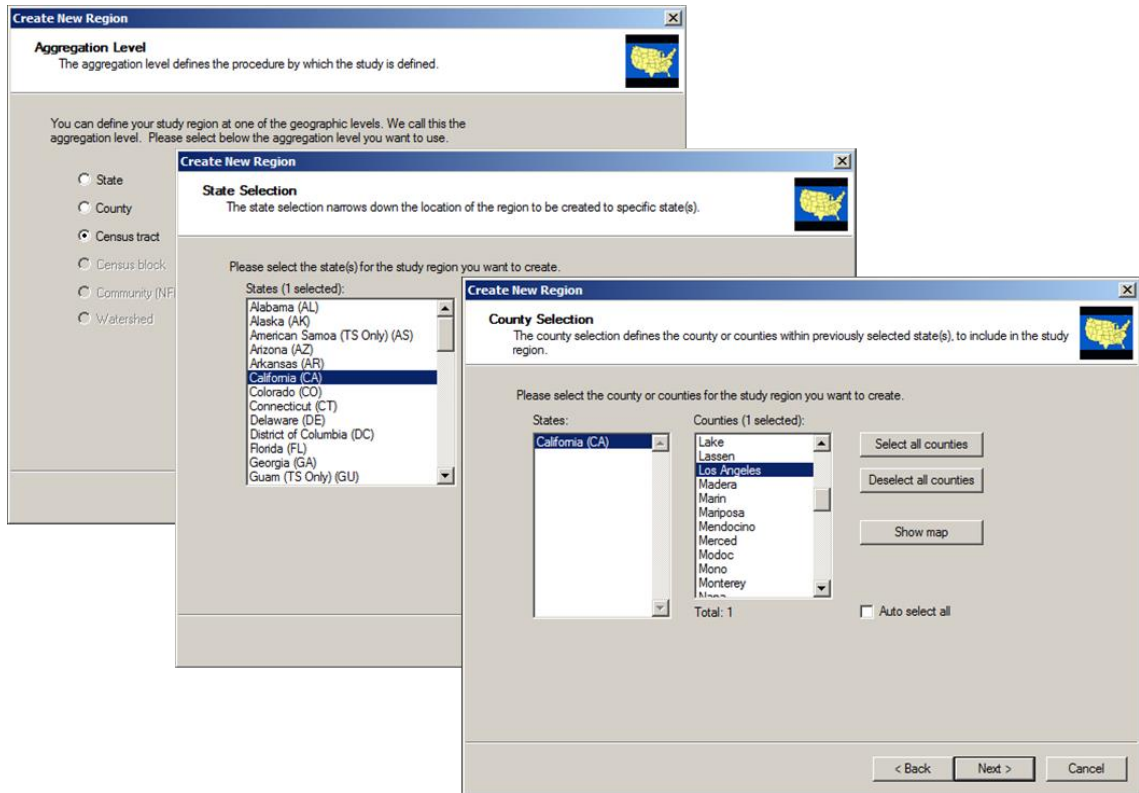 Create New Region
Aggregation Level
The aggregation level defines the procedure by which the study is defined.
You can define your study region at one of the geographic levels. We call this the
aggregation level. Please select below the aggregation level you want to use.
State
County
Census tract
Census block
Community (NFI
Watershed
Create New Region
State Selection
The state selection narrows down the location of the region to be created to specific state(s).
Please select the state(s) for the study region you want to create.
States (1 selected):
Alabama (AL)
Alaska (AK)
American Samoa (TS Only) (AS)
Arizona (AZ)
Arkansas (AR)
California (CA)
Colorado (CO)
Connecticut (CT)
Delaware (DE)
District of Columbia (DC)
Florida (FL)
Georgia (GA)
Guam (TS Only) (GU)
Create New Region
County Selection
The county selection defines the county or counties within previously selected state(s), to include in the study
region.
Please select the county or counties for the study region you want to create.
States:
California (CA)
Counties (1 selected):
Lake
Lassen
Los Angeles
Madera
Marin
Mariposa
Mendocino
Merced
Modoc
Mono
Monterey
Napa
Total: 1
Select all counties
Deselect all counties
Show map
Auto select all
< Back
Next >
Cancel